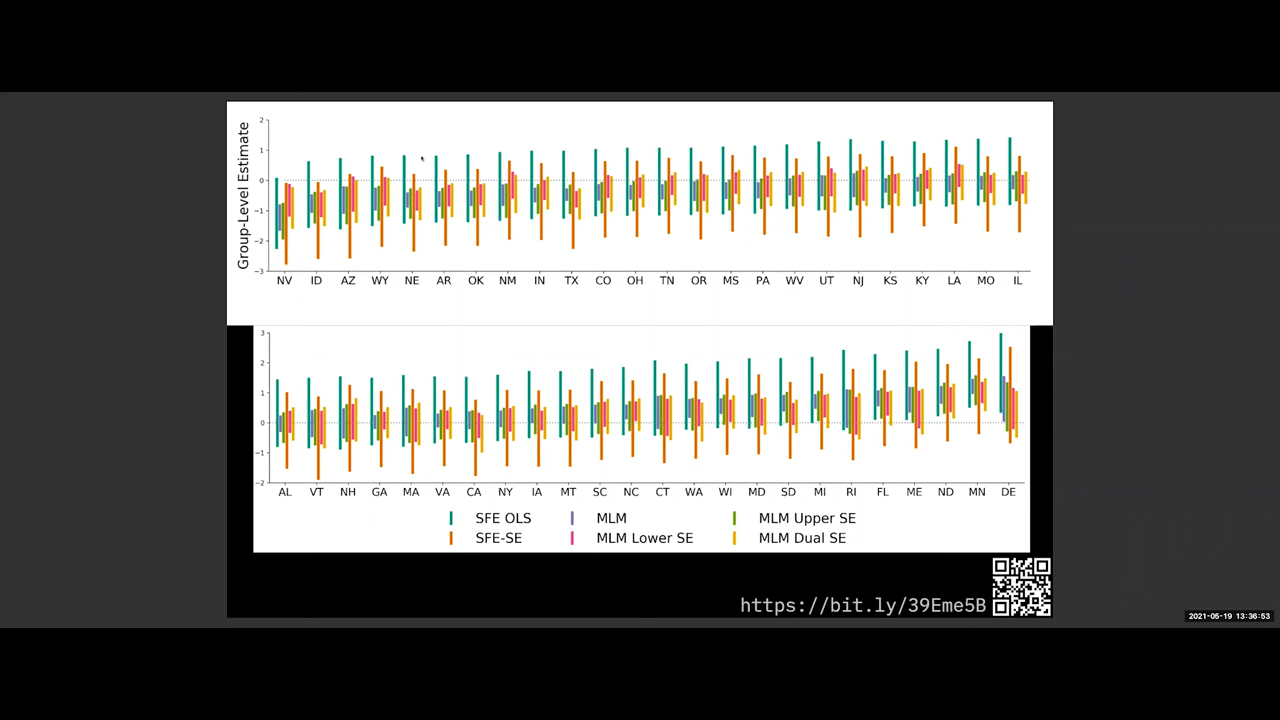 Group-Level Estimate
2
1
0
−1
−2
−3
NV ID AZ WY NE AR OK NM IN TX CO OH TN OR MS PA WV UT NJ KS KY LA MO IL
3
2
1
0
−1
−2
AL VT NH GA MA VA CA NY IA MT SC NC CT WA WI MD SD MI RI FL ME ND MN DE
SFE OLS MLM MLM Upper SE
SFE-SE MLM Lower SE MLM Dual SE
https://bit.ly/39Eme5B
2021-05-19 13:36:53